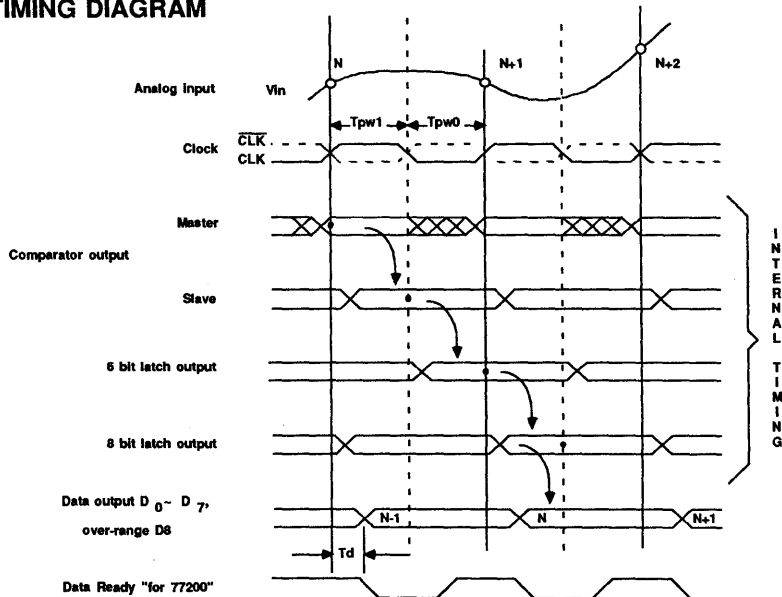 TIMING DIAGRAM
N
N+1
N+2
Analog input
Vin
Tpw1
Tpw0
Clock
CLK
CLK
Master
Comparator output
Slave
6 bit latch output
8 bit latch output
INTERNAL TIMING
Data output D 0~ D 7,
over-range D8
N-1
N
N+1
Td
Data Ready "for 77200"